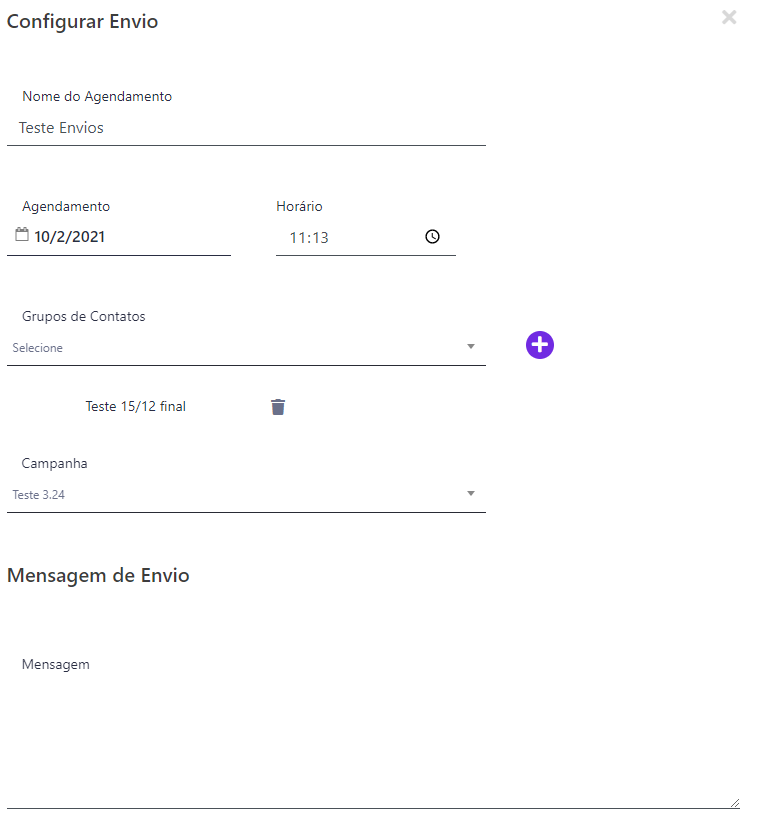 Configurar Envio
Nome do Agendamento
Teste Envios
Agendamento
Horário
10/2/2021
11:13
Grupos de Contatos
Selecione
Teste 15/12 final
Campanha
Teste 3.24
Mensagem de Envio
Mensagem